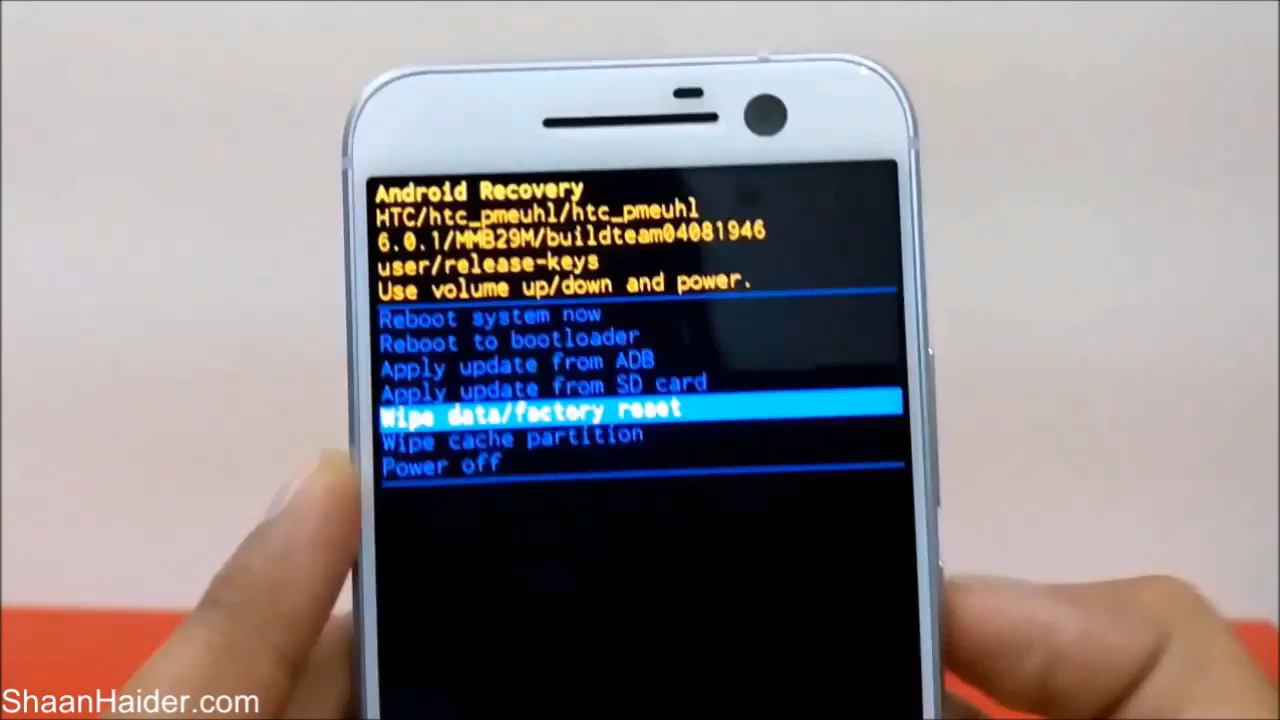 Android Recovery
HTC/htc_pmeuhl/htc_pmeuhl
6.0.1/MMB29M/buildteam04081946
user/release-keys
Use volume up/down and power.
Reboot system now
Reboot to bootloader
Apply update from ADB
Apply update from SD card
Wipe data/factory reset
Wipe cache partition
Power off
ShaanHaider.com